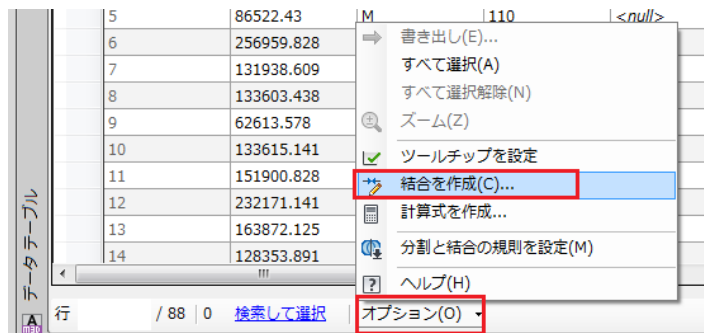 5 86522.43 M 110 <null>
6 256959.828
7 131938.609
8 133603.438
9 62613.578
10 133615.141
11 151900.828
12 232171.141
13 163872.125
14 128353.891
書き出し(E)...
すべて選択(A)
すべて選択解除(N)
ズーム(Z)
ツールチップを設定
結合を作成(C)...
計算式を作成...
分割と結合の規則を設定(M)
ヘルプ(H)
行 / 88 0 検索して選択 オプション(O)
データ テーブル